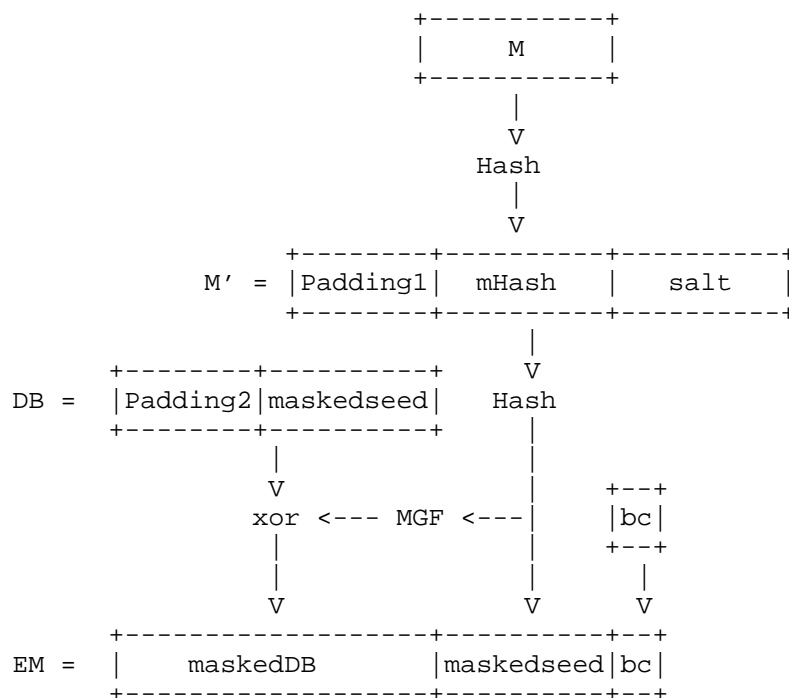 M
Hash
M' = Padding1 mHash salt
DB = Padding2 maskedseed Hash
xor <--- MGF <--- bc
EM = maskedDB maskedseed bc